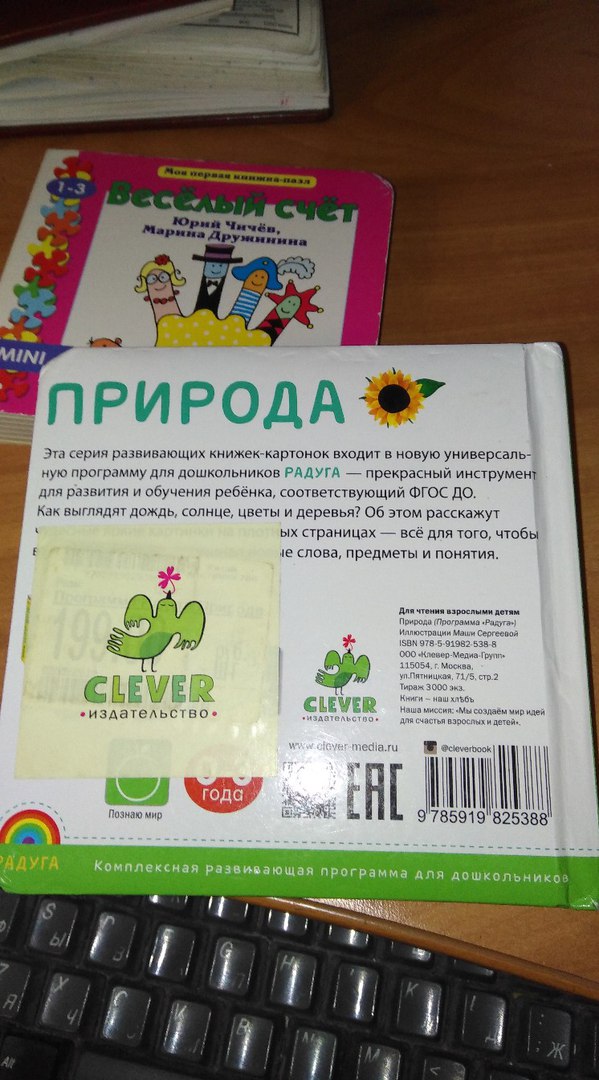 Моя первая книжка-пазл
1-3
Весёлый счёт
Юрий Чичёв,
Марина Дружинина
MINI
ПРИРОДА
Эта серия развивающих книжек-картонок входит в новую универсаль-
ную программу для дошкольников РАДУГА — прекрасный инструмент
для развития и обучения ребёнка, соответствующий ФГОС ДО.
Как выглядят дождь, солнце, цветы и деревья? Об этом расскажут
на плотных страницах — всё для того, чтобы
слова, предметы и понятия.
CLEVER
•издательство•
Для чтения взрослыми детям
Природа (Программа «Радуга»)
Иллюстрации Маши Сергеевой
ISBN 978-5-91982-538-8
ООО «Клевер-Медиа-Групп»
115054, г. Москва,
ул.Пятницкая, 71/5, стр.2
Тираж 3000 экз.
Книги — наш хлѣбъ
Наша миссия: «Мы создаём мир идей
для счастья взрослых и детей».
CLEVER
•издательство•
www.clever-media.ru
@cleverbook
Познаю мир
года
EAC
9 785919 825388
РАДУГА
Комплексная развивающая программа для дошкольников
S
Ы
D
F
G
H
J
K
L
Ж
Я
Ч
C
V
B
N
M
Alt